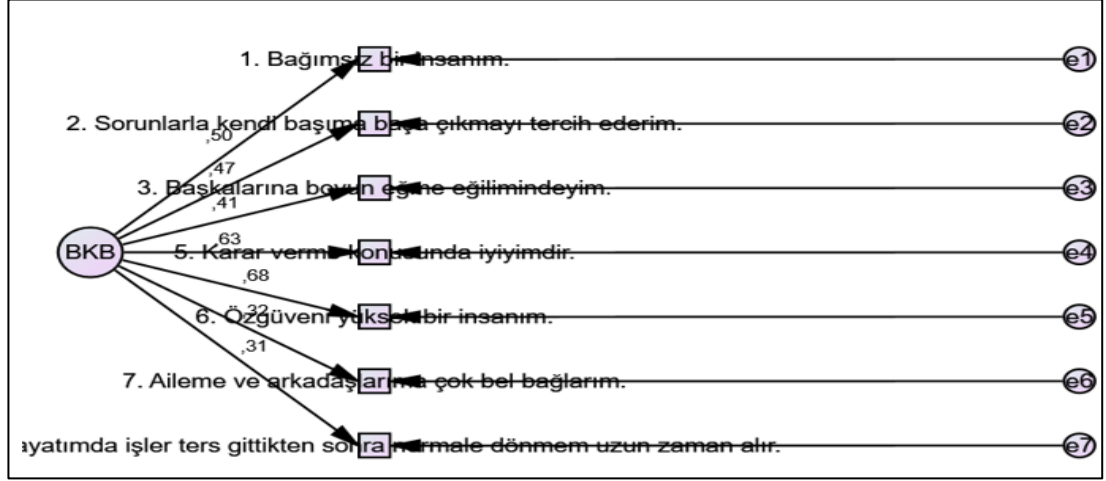 1. Bağımsız bir insanım.
e1
2. Sorunlarla kendi başıma başa çıkmayı tercih ederim.
e2
,50
,47
3. Başkalarına boyun eğme eğilimindeyim.
e3
,41
,63
BKB
5. Karar verme konusunda iyiyimdir.
e4
,68
,32
6. Özgüveni yüksek bir insanım.
e5
,31
7. Aileme ve arkadaşlarıma çok bel bağlarım.
e6
ayatımda işler ters gittikten sonra normale dönmem uzun zaman alır.
e7